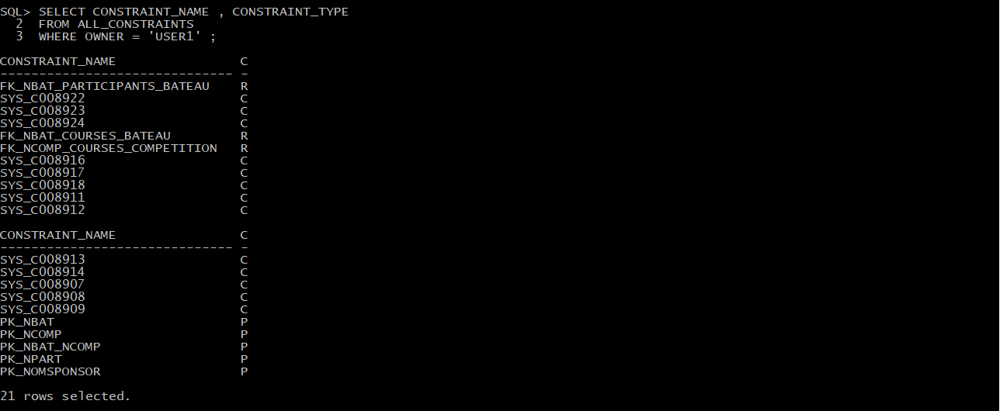 SQL> SELECT CONSTRAINT_NAME , CONSTRAINT_TYPE
  2  FROM ALL_CONSTRAINTS
  3  WHERE OWNER = 'USER1' ;
CONSTRAINT_NAME                C
------------------------------ -
FK_NBAT_PARTICIPANTS_BATEAU    R
SYS_C008922                    C
SYS_C008923                    C
SYS_C008924                    C
FK_NBAT_COURSES_BATEAU         R
FK_NCOMP_COURSES_COMPETITION   R
SYS_C008916                    C
SYS_C008917                    C
SYS_C008918                    C
SYS_C008911                    C
SYS_C008912                    C
CONSTRAINT_NAME                C
------------------------------ -
SYS_C008913                    C
SYS_C008914                    C
SYS_C008907                    C
SYS_C008908                    C
SYS_C008909                    C
PK_NBAT                        P
PK_NCOMP                       P
PK_NBAT_NCOMP                  P
PK_NPART                       P
PK_NOMSPONSOR                  P
21 rows selected.